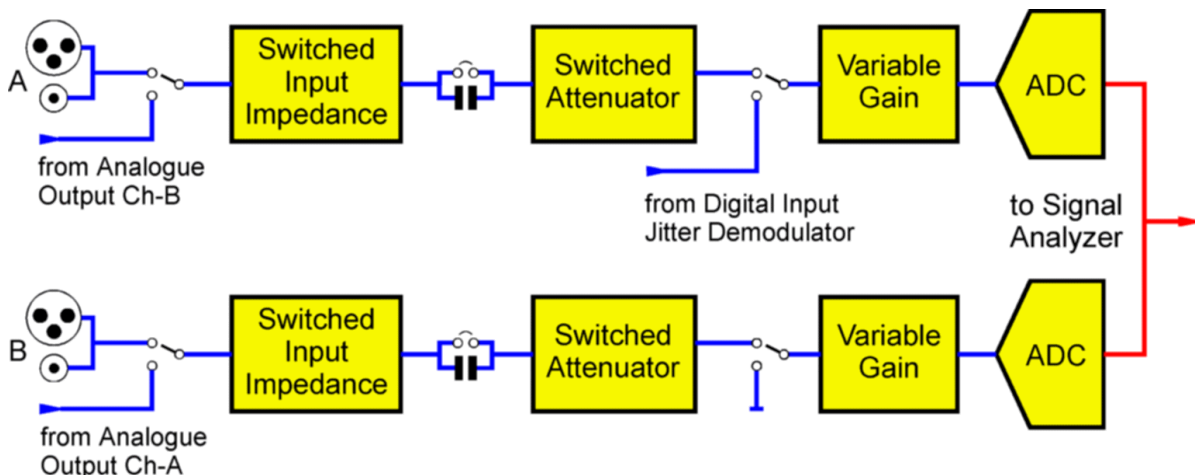 A
from Analogue
Output Ch-B
Switched
Input
Impedance
Switched
Attenuator
from Digital Input
Jitter Demodulator
Variable
Gain
ADC
to Signal
Analyzer
B
from Analogue
Output Ch-A
Switched
Input
Impedance
Switched
Attenuator
Variable
Gain
ADC